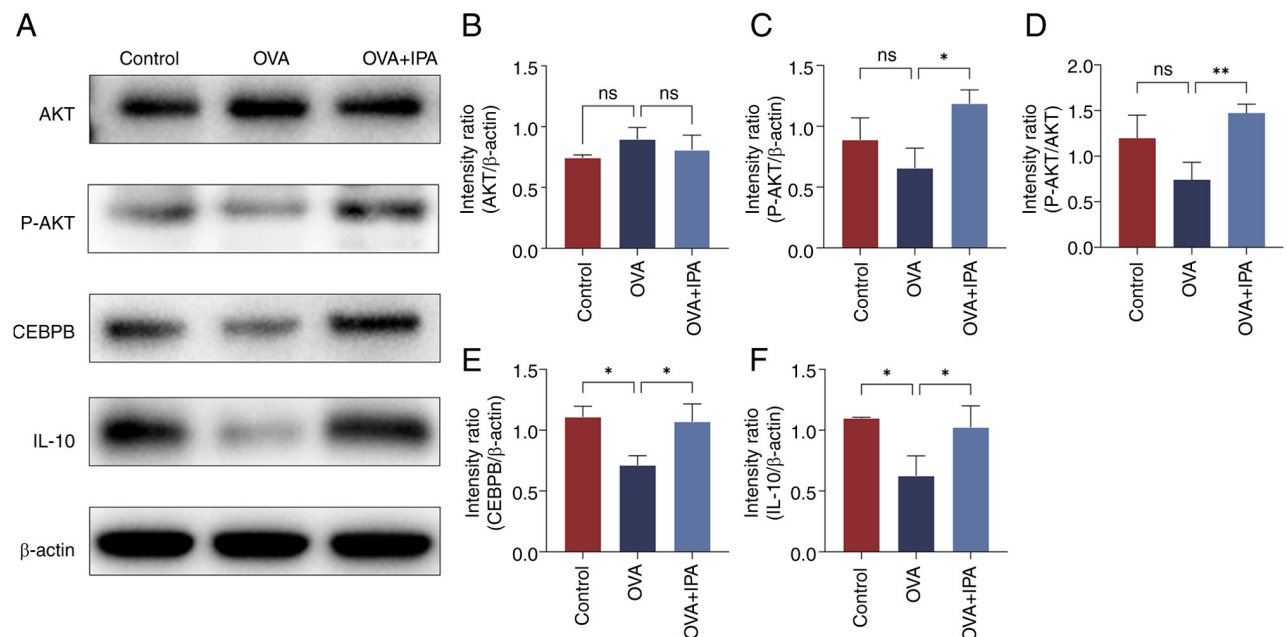 A
Control OVA OVA+IPA
AKT
P-AKT
CEBPB
IL-10
β-actin
B
Intensity ratio
(AKT/β-actin)
1.5
1.0
0.5
0.0
ns ns
Control OVA OVA+IPA
C
Intensity ratio
(P-AKT/β-actin)
1.5
1.0
0.5
0.0
ns *
Control OVA OVA+IPA
D
Intensity ratio
(P-AKT/AKT)
2.0
1.5
1.0
0.5
0.0
ns **
Control OVA OVA+IPA
E
Intensity ratio
(CEBPB/β-actin)
1.5
1.0
0.5
0.0
* *
Control OVA OVA+IPA
F
Intensity ratio
(IL-10/β-actin)
1.5
1.0
0.5
0.0
* *
Control OVA OVA+IPA